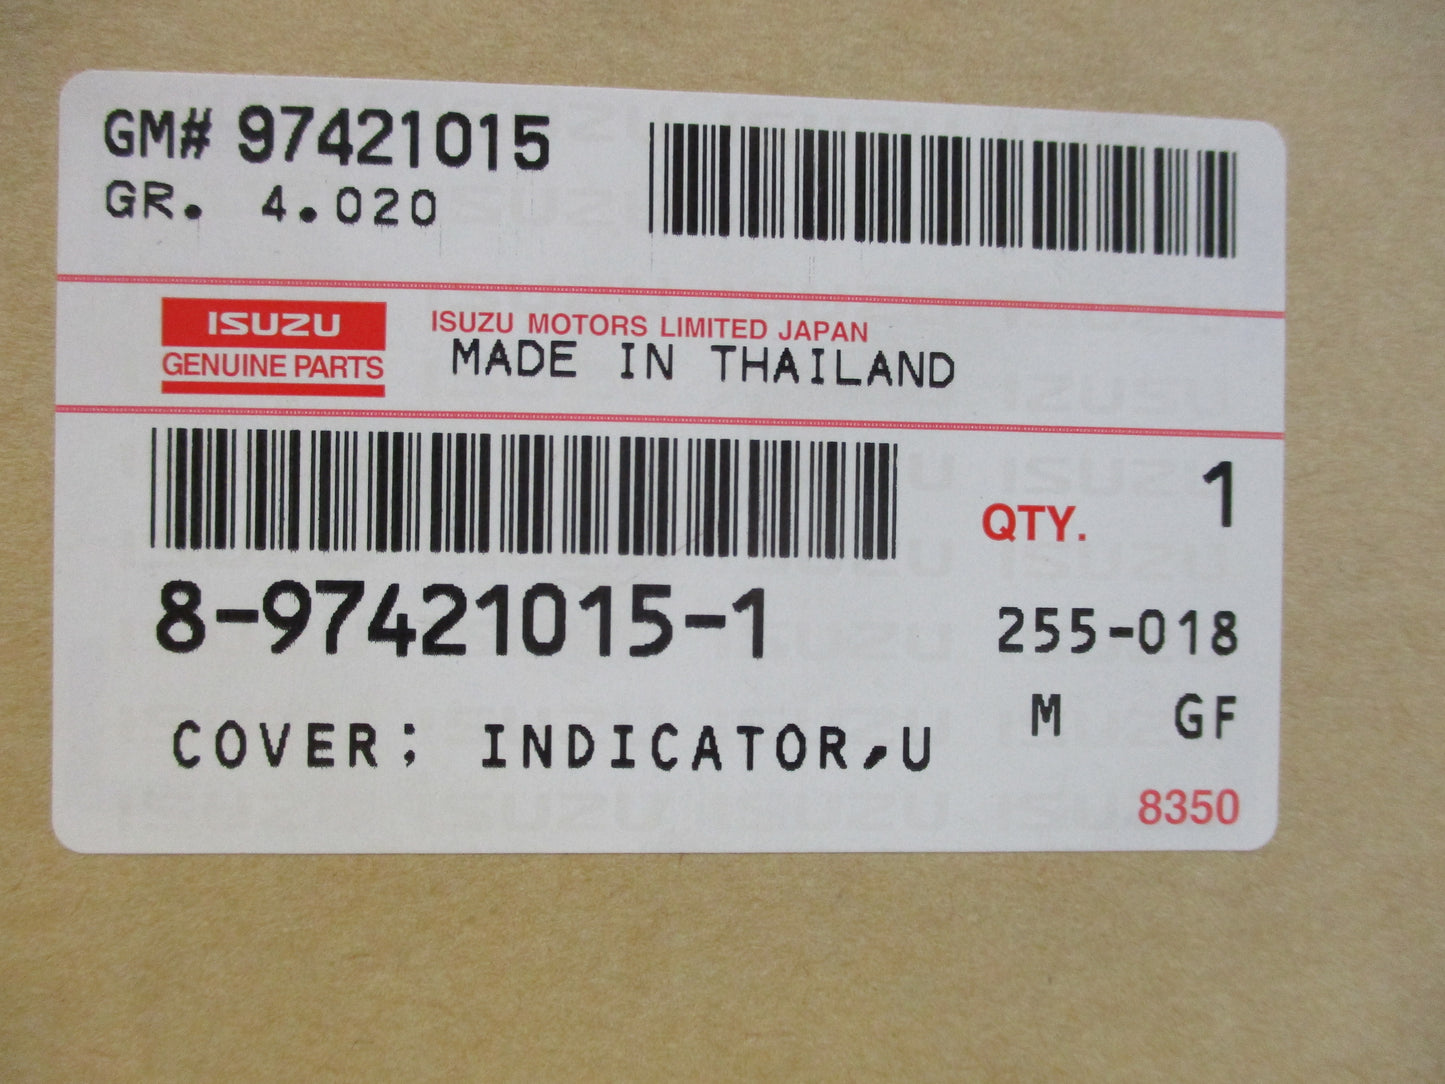 GM# 97421015
GR. 4.020
ISUZU
GENUINE PARTS
ISUZU MOTORS LIMITED JAPAN
MADE IN THAILAND
QTY. 1
8-97421015-1
255-018
COVER; INDICATOR,U
M GF
8350